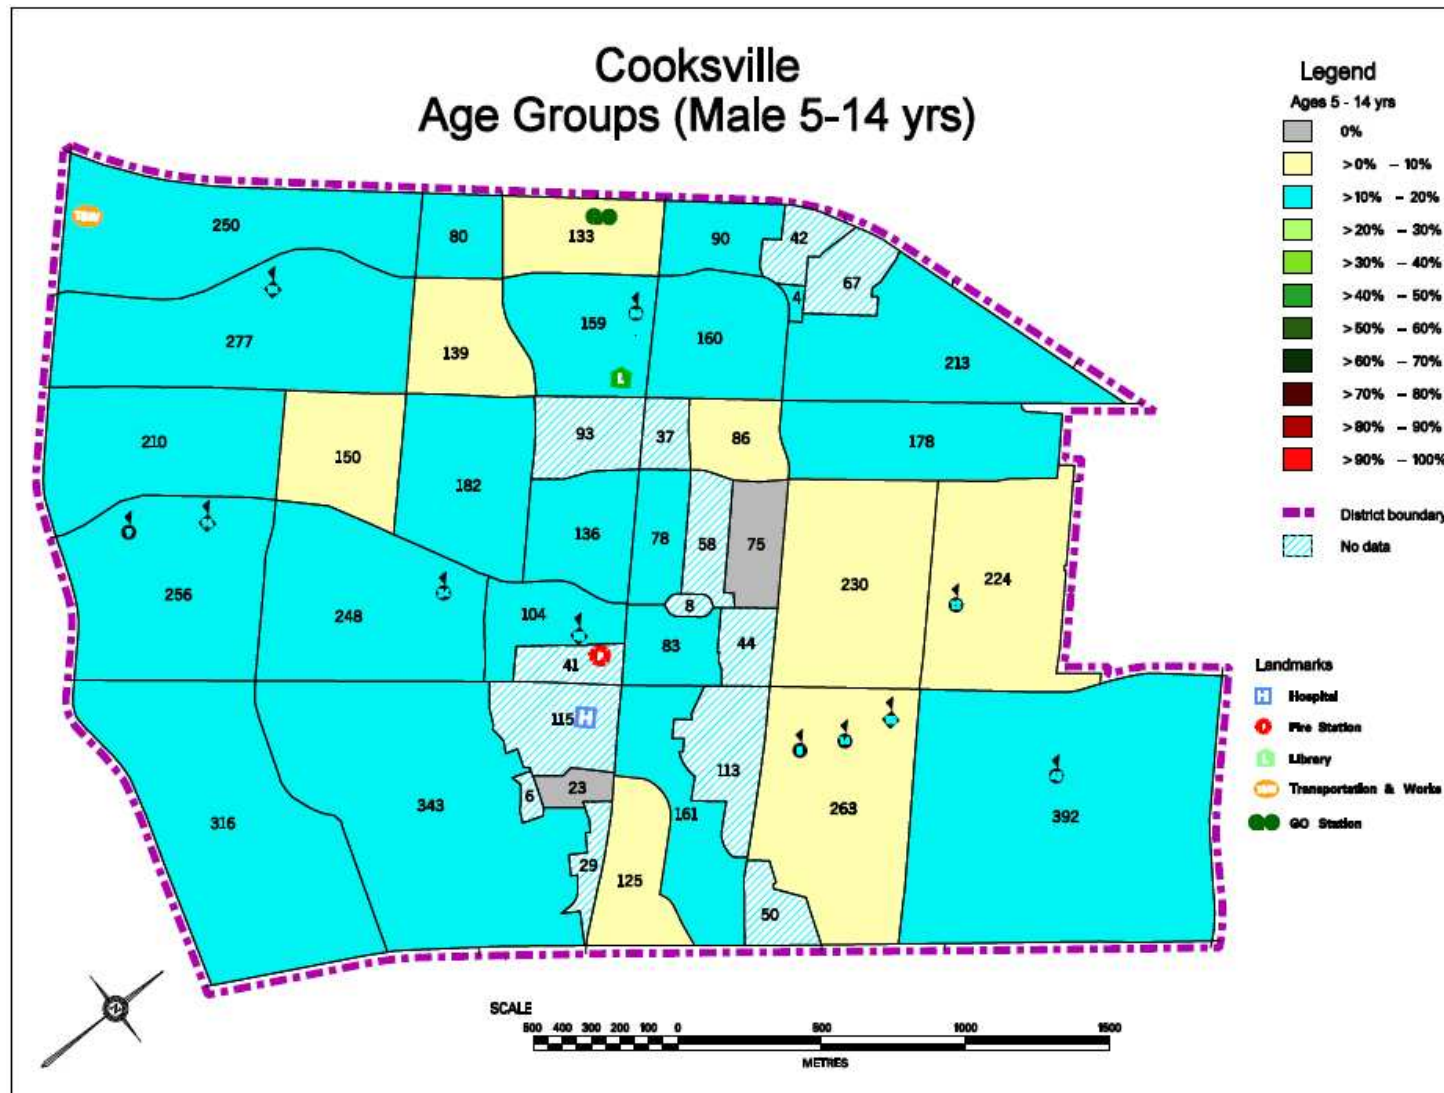 Cooksville
Age Groups (Male 5-14 yrs)
Legend
Ages 5 - 14 yrs
0%
>0% – 10%
>10% – 20%
>20% – 30%
>30% – 40%
>40% – 50%
>50% – 60%
>60% – 70%
>70% – 80%
>80% – 90%
>90% – 100%
District boundary
No data
Landmarks
H Hospital
Fire Station
L Library
Transportation & Works
GO Station
250
80
133
90
42
67
4
277
139
159
160
213
L
210
150
182
93
37
86
178
136
78
58
75
230
224
256
248
104
8
83
44
41
115
H
113
6
23
316
343
161
263
392
29
125
50
SCALE
500 400 300 200 100 0 500 1000 1500
METRES